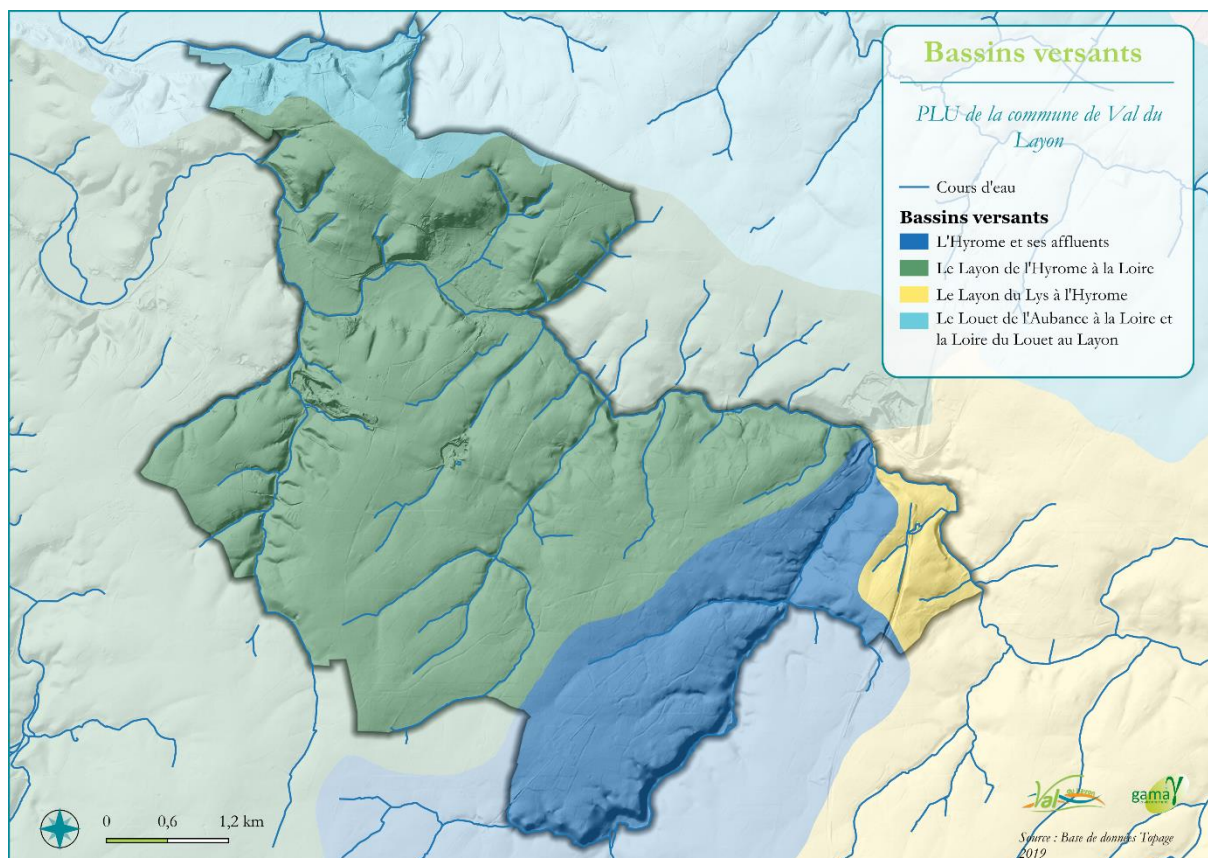 Bassins versants
PLU de la commune de Val du
Layon
Cours d'eau
Bassins versants
L'Hyrome et ses affluents
Le Layon de l'Hyrome à la Loire
Le Layon du Lys à l'Hyrome
Le Louet de l'Aubance à la Loire et
la Loire du Louet au Layon
0 0,6 1,2 km
Val
gama
Source : Base de données Topage
2019